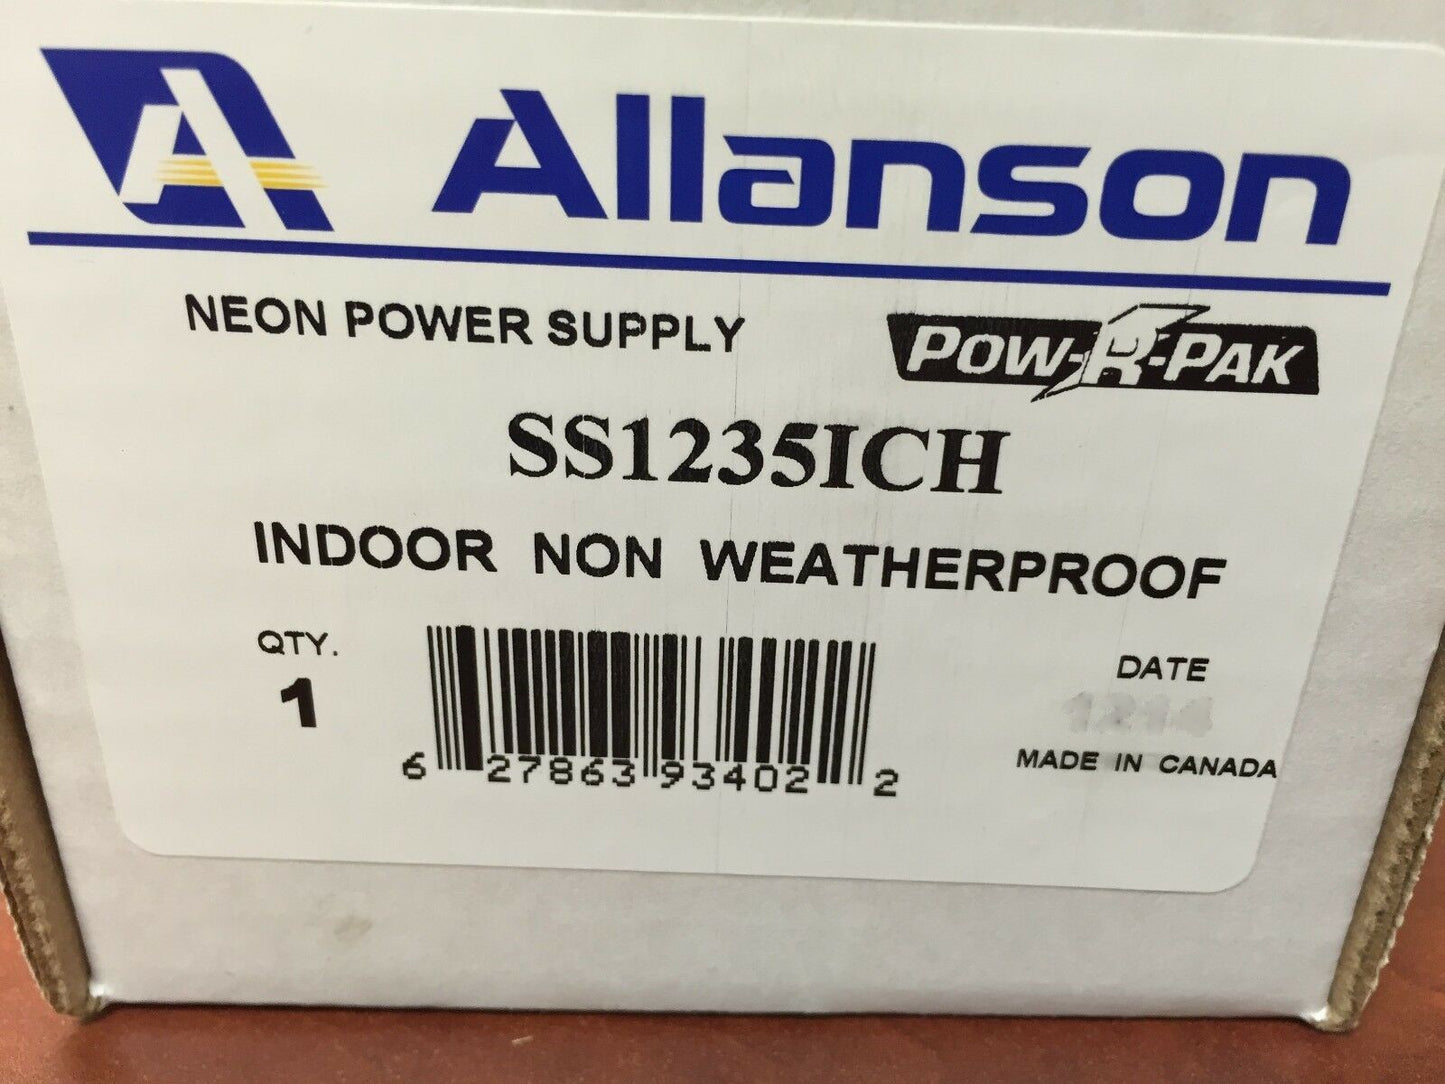 Allanson
NEON POWER SUPPLY
POW-R-PAK
SS1235ICH
INDOOR NON WEATHERPROOF
QTY.
1
6 27863 93402 2
DATE
1214
MADE IN CANADA